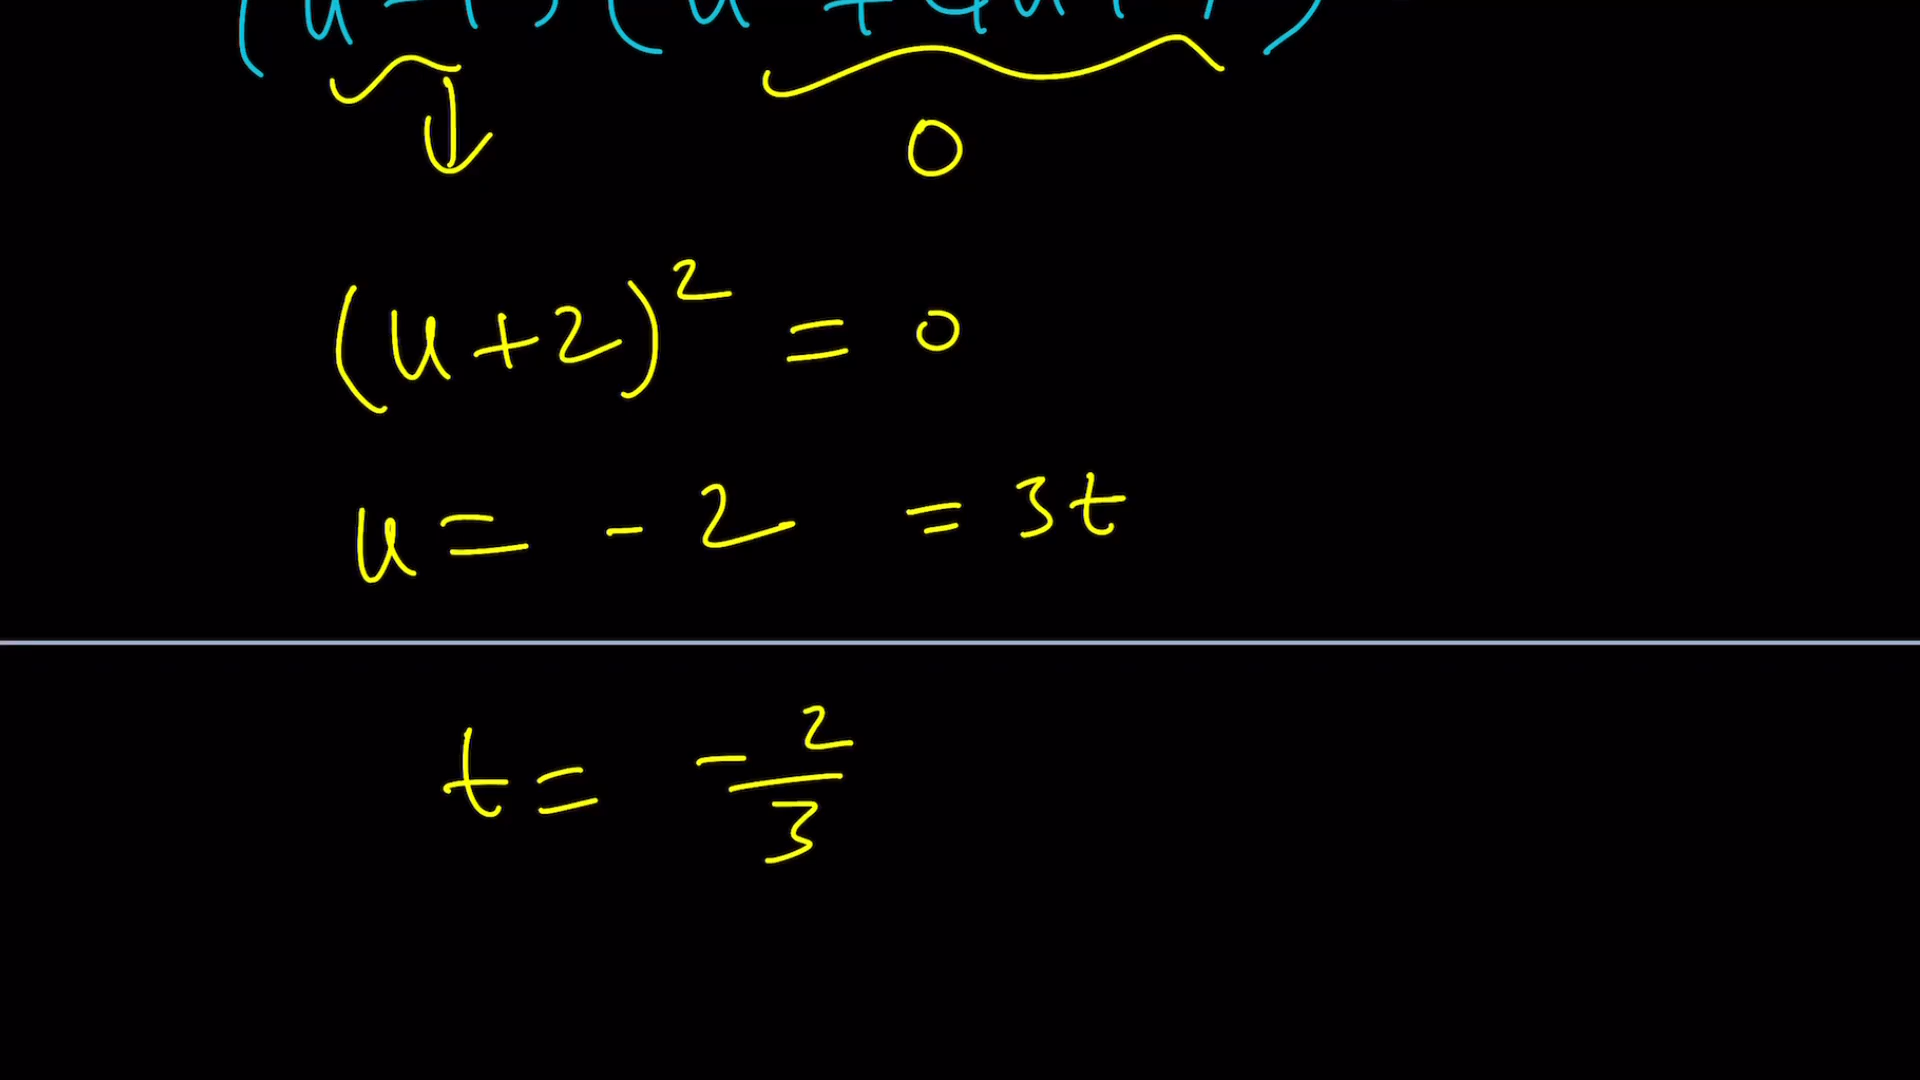 0
(u+2)² = 0
u = - 2 = 3t
t = -2/3